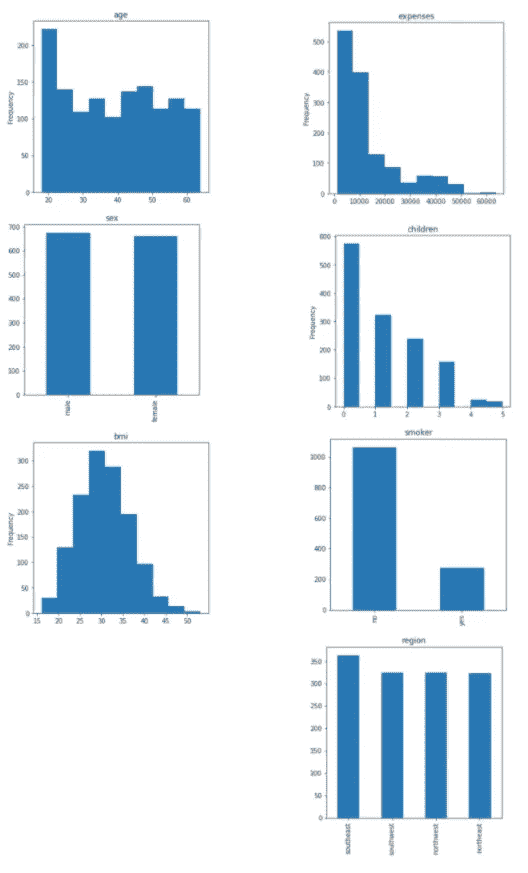 age
Frequency
200
150
100
50
0
20 30 40 50 60
expenses
Frequency
500
400
300
200
100
0
0 10000 20000 30000 40000 50000 60000
sex
700
600
500
400
300
200
100
0
male female
children
Frequency
600
500
400
300
200
100
0
0 1 2 3 4 5
bmi
Frequency
300
250
200
150
100
50
0
15 20 25 30 35 40 45 50
smoker
1000
800
600
400
200
0
no yes
region
350
300
250
200
150
100
50
0
southeast southwest northwest northeast